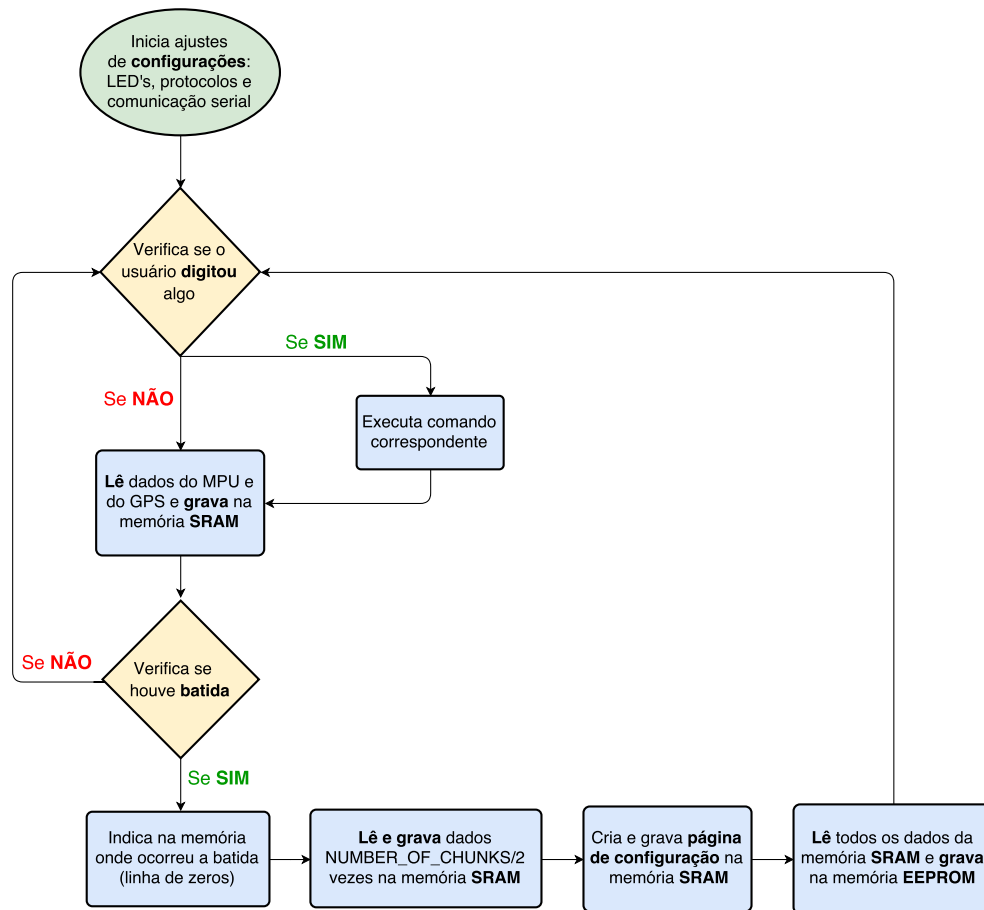 Inicia ajustes
de configurações:
LED's, protocolos e
comunicação serial
Verifica se o
usuário digitou
algo
Se SIM
Se NÃO
Executa comando
correspondente
Lê dados do MPU e
do GPS e grava na
memória SRAM
Se NÃO
Verifica se
houve batida
Se SIM
Indica na memória
onde ocorreu a batida
(linha de zeros)
Lê e grava dados
NUMBER_OF_CHUNKS/2
vezes na memória SRAM
Cria e grava página
de configuração na
memória SRAM
Lê todos os dados da
memória SRAM e grava
na memória EEPROM